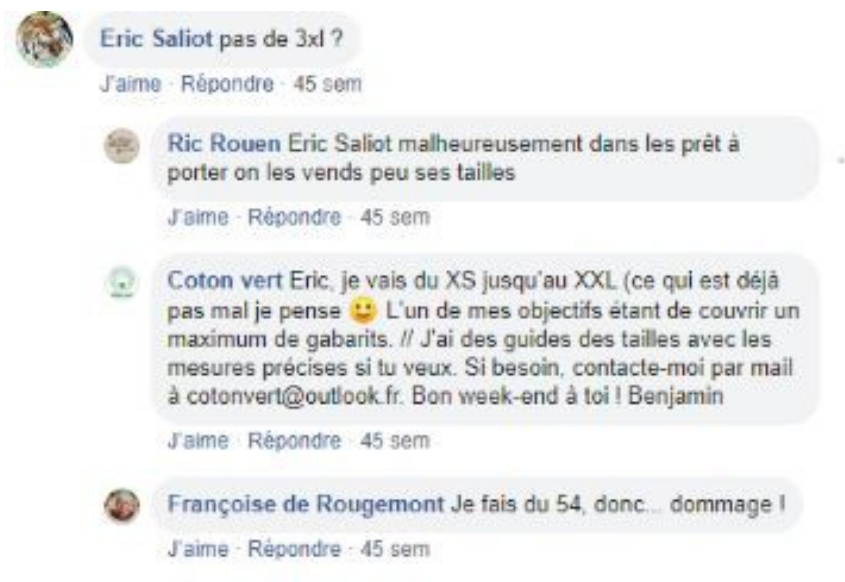 Eric Saliot pas de 3xl ?
J'aime · Répondre · 45 sem
Ric Rouen Eric Saliot malheureusement dans les prêt à
porter on les vends peu ses tailles
J'aime · Répondre · 45 sem
Coton vert Eric, je vais du XS jusqu'au XXL (ce qui est déjà
pas mal je pense 😀 L'un de mes objectifs étant de couvrir un
maximum de gabarits. // J'ai des guides des tailles avec les
mesures précises si tu veux. Si besoin, contacte-moi par mail
à cotonvert@outlook.fr. Bon week-end à toi ! Benjamin
J'aime · Répondre · 45 sem
Françoise de Rougemont Je fais du 54, donc... dommage !
J'aime · Répondre · 45 sem